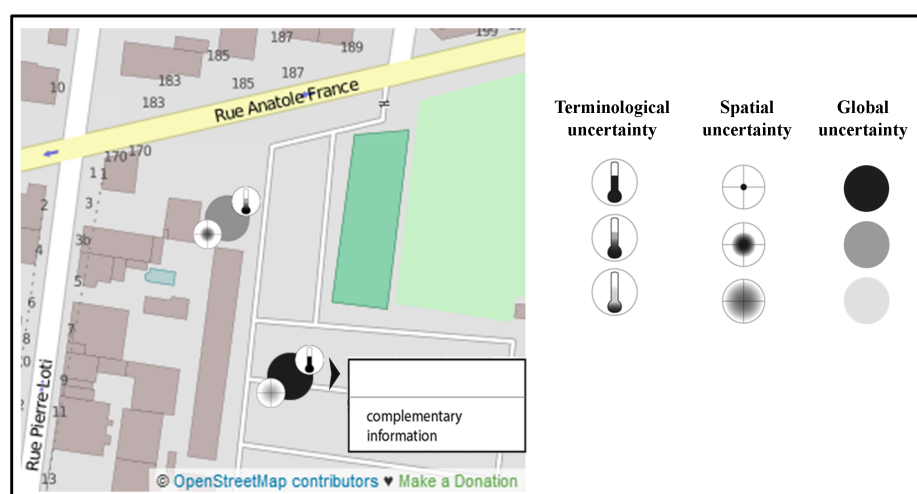 187
189
199
185
183
185
187
10
183
Rue Anatole France
170
170
1
1
2
3
3b
4
5
6
7
8
9
11
13
Rue Pierre Loti
complementary
information
© OpenStreetMap contributors ♥ Make a Donation
Terminological
uncertainty
Spatial
uncertainty
Global
uncertainty